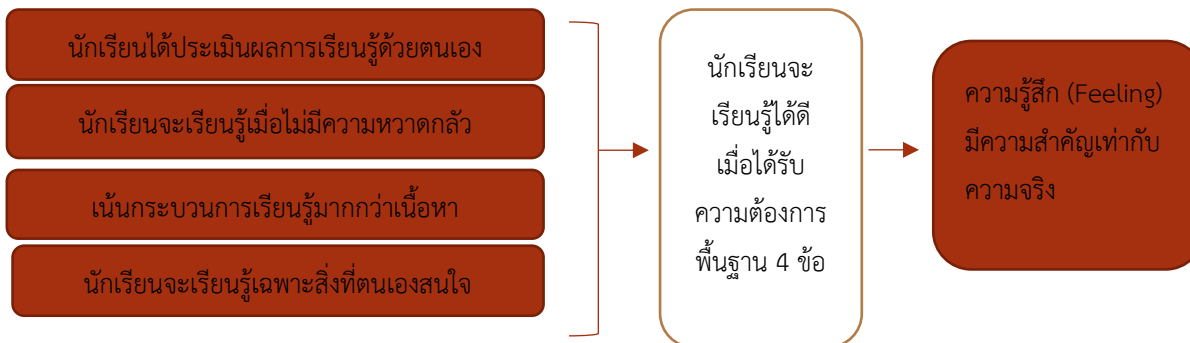 นักเรียนได้ประเมินผลการเรียนรู้ด้วยตนเอง
นักเรียนจะเรียนรู้เมื่อไม่มีความหวาดกลัว
เน้นกระบวนการเรียนรู้มากกว่าเนื้อหา
นักเรียนจะเรียนรู้เฉพาะสิ่งที่ตนเองสนใจ
นักเรียนจะ
เรียนรู้ได้ดี
เมื่อได้รับ
ความต้องการ
พื้นฐาน 4 ข้อ
ความรู้สึก (Feeling)
มีความสำคัญเท่ากับ
ความจริง